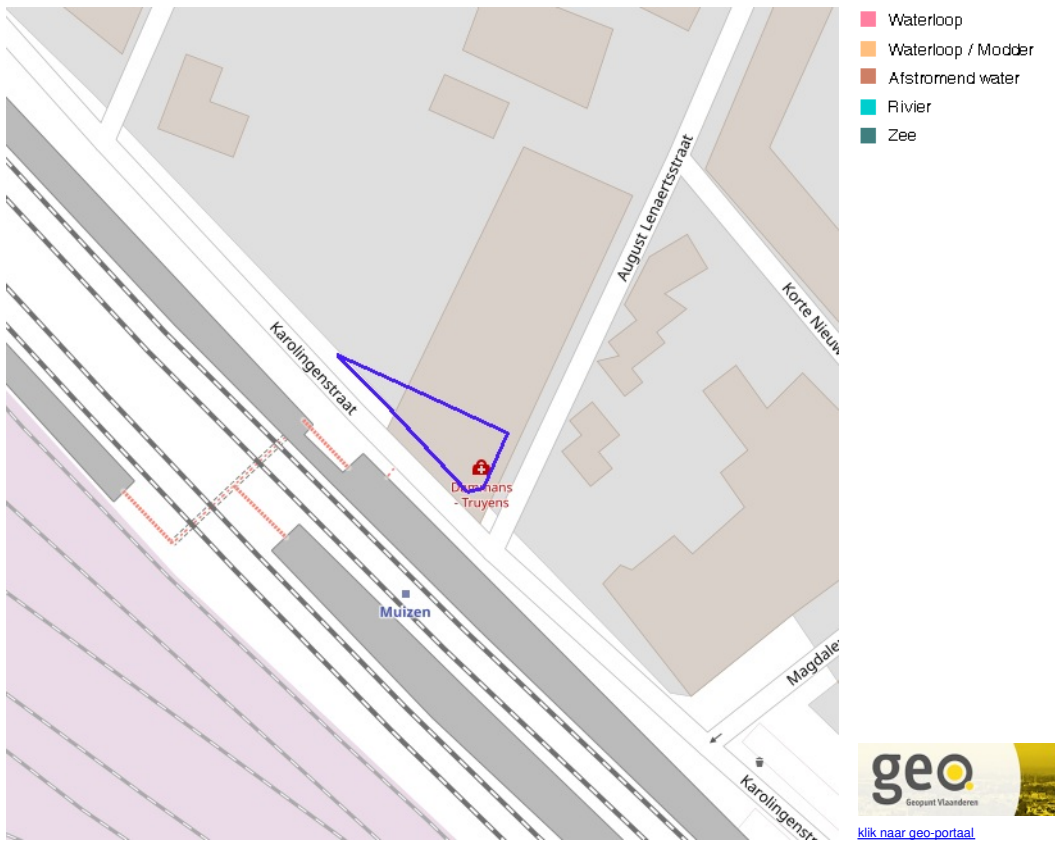 Waterloop
Waterloop / Modder
Afstromend water
Rivier
Zee
August Lenaertsstraat
Korte Nieuw
Karolingenstraat
- Truyens
Muizen
Magdale
Karolingenstr
geo
Geopunt Vlaanderen
klik naar geo-portaal